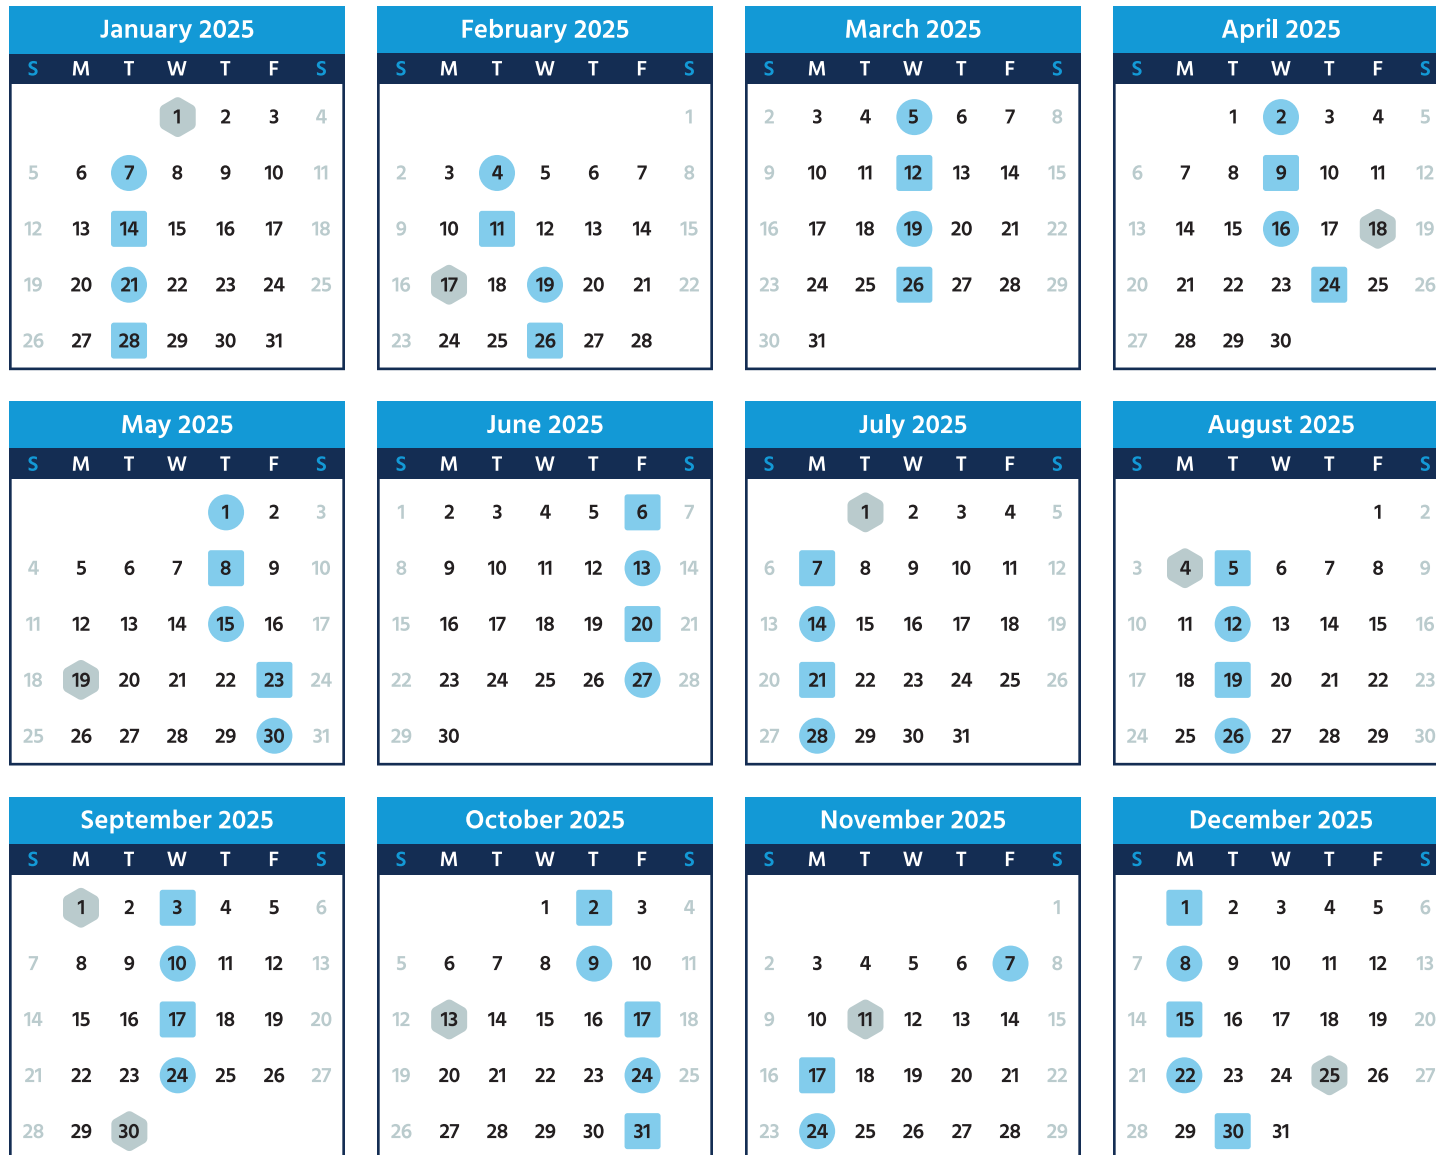 January 2025
S M T W T F S
1 2 3 4
5 6 7 8 9 10 11
12 13 14 15 16 17 18
19 20 21 22 23 24 25
26 27 28 29 30 31
February 2025
S M T W T F S
1
2 3 4 5 6 7 8
9 10 11 12 13 14 15
16 17 18 19 20 21 22
23 24 25 26 27 28
March 2025
S M T W T F S
2 3 4 5 6 7 8
9 10 11 12 13 14 15
16 17 18 19 20 21 22
23 24 25 26 27 28 29
30 31
April 2025
S M T W T F S
1 2 3 4 5
6 7 8 9 10 11 12
13 14 15 16 17 18 19
20 21 22 23 24 25 26
27 28 29 30
May 2025
S M T W T F S
1 2 3
4 5 6 7 8 9 10
11 12 13 14 15 16 17
18 19 20 21 22 23 24
25 26 27 28 29 30 31
June 2025
S M T W T F S
1 2 3 4 5 6 7
8 9 10 11 12 13 14
15 16 17 18 19 20 21
22 23 24 25 26 27 28
29 30
July 2025
S M T W T F S
1 2 3 4 5
6 7 8 9 10 11 12
13 14 15 16 17 18 19
20 21 22 23 24 25 26
27 28 29 30 31
August 2025
S M T W T F S
1 2
3 4 5 6 7 8 9
10 11 12 13 14 15 16
17 18 19 20 21 22 23
24 25 26 27 28 29 30
September 2025
S M T W T F S
1 2 3 4 5 6
7 8 9 10 11 12 13
14 15 16 17 18 19 20
21 22 23 24 25 26 27
28 29 30
October 2025
S M T W T F S
1 2 3 4
5 6 7 8 9 10 11
12 13 14 15 16 17 18
19 20 21 22 23 24 25
26 27 28 29 30 31
November 2025
S M T W T F S
1
2 3 4 5 6 7 8
9 10 11 12 13 14 15
16 17 18 19 20 21 22
23 24 25 26 27 28 29
December 2025
S M T W T F S
1 2 3 4 5 6
7 8 9 10 11 12 13
14 15 16 17 18 19 20
21 22 23 24 25 26 27
28 29 30 31